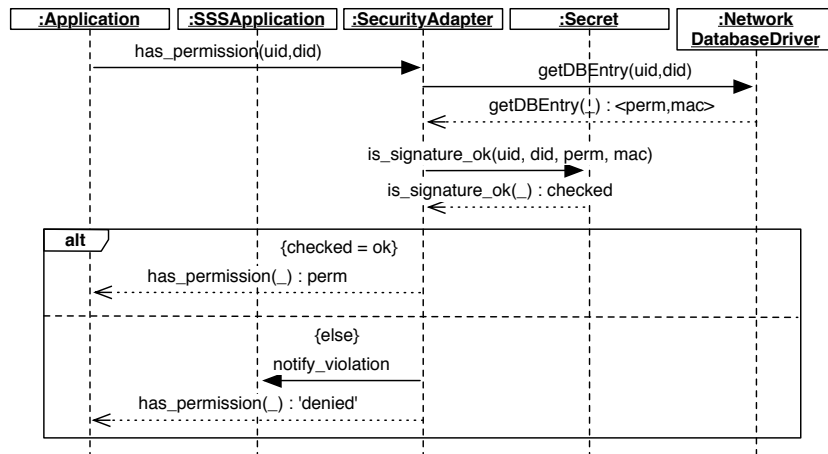 :Application
:SSSApplication
:SecurityAdapter
:Secret
:Network
DatabaseDriver
has_permission(uid,did)
getDBEntry(uid,did)
getDBEntry(_) : <perm,mac>
is_signature_ok(uid, did, perm, mac)
is_signature_ok(_) : checked
alt
{checked = ok}
has_permission(_) : perm
{else}
notify_violation
has_permission(_) : 'denied'